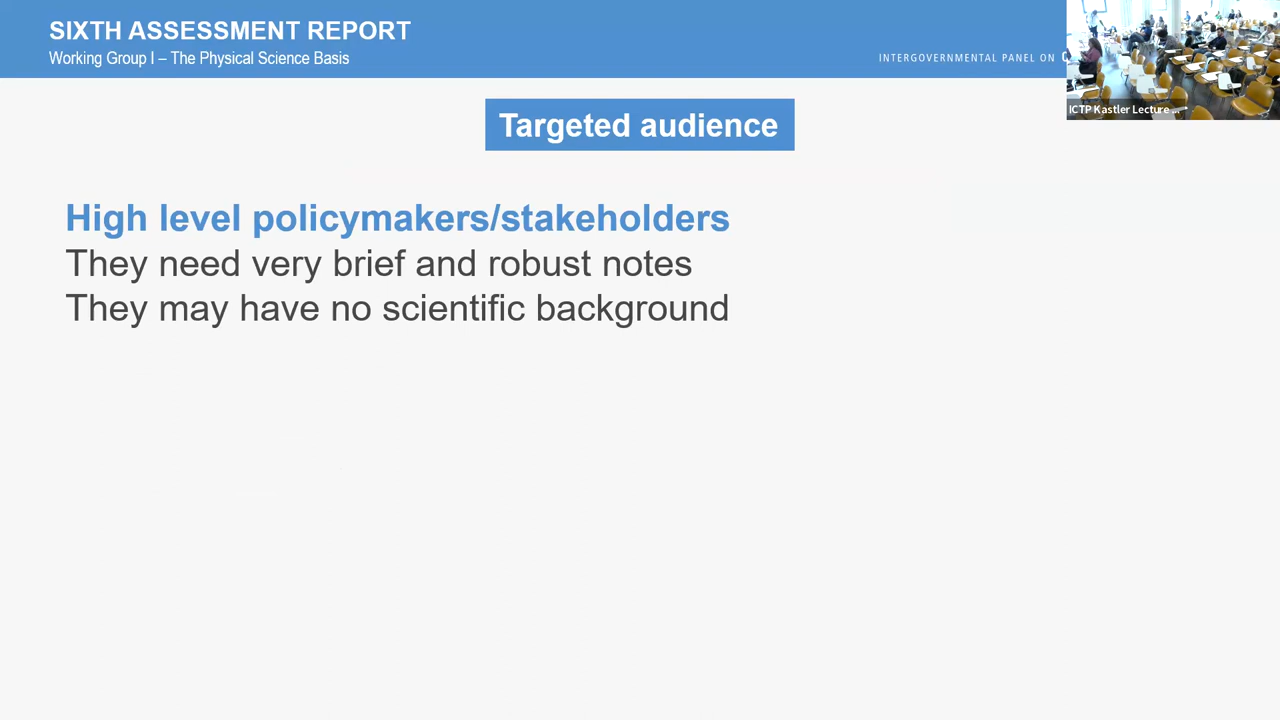 SIXTH ASSESSMENT REPORT
Working Group I – The Physical Science Basis
INTERGOVERNMENTAL PANEL ON
ICTP Kastler Lecture ...
Targeted audience
High level policymakers/stakeholders
They need very brief and robust notes
They may have no scientific background